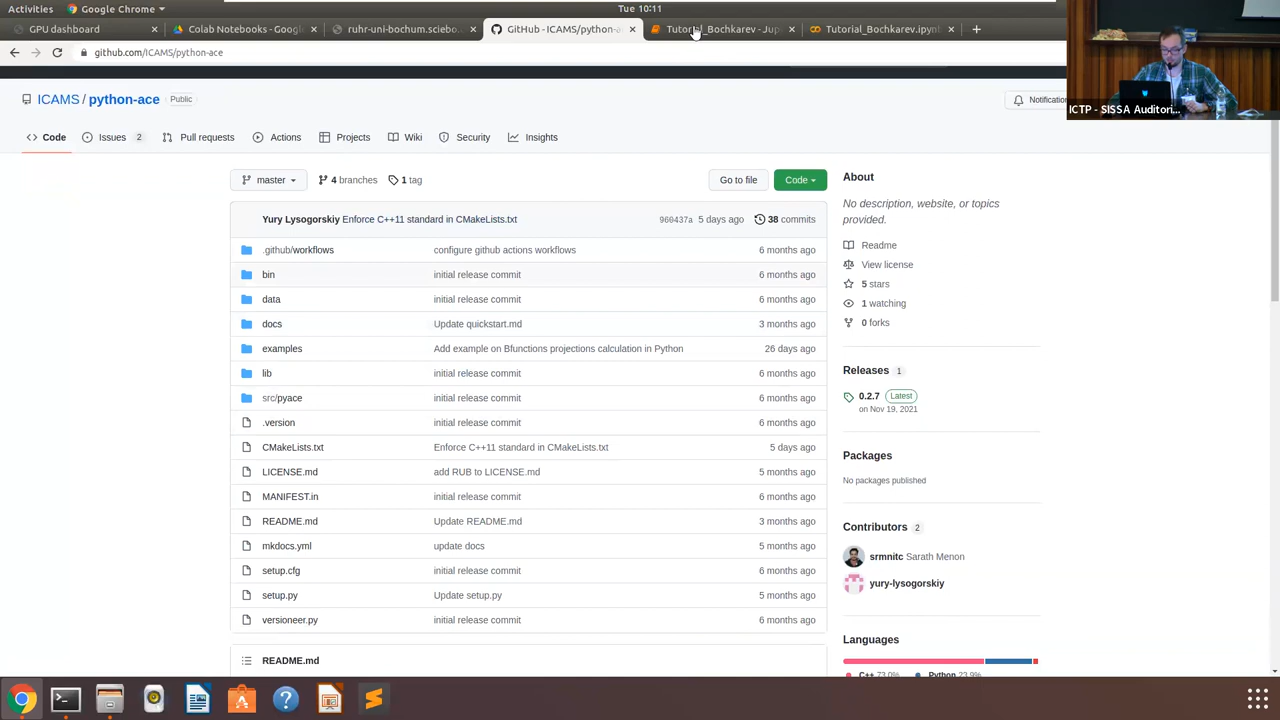 Activities
Google Chrome
Tue 10:11
GPU dashboard
Colab Notebooks - Google
ruhr-uni-bochum.sciebo.
GitHub - ICAMS/python-a
Tutorial_Bochkarev - Jup
Tutorial_Bochkarev.ipynb
github.com/ICAMS/python-ace
ICAMS / python-ace
Public
Notification
ICTP - SISSA Auditori...
Code
Issues 2
Pull requests
Actions
Projects
Wiki
Security
Insights
master
4 branches
1 tag
Go to file
Code
About
No description, website, or topics
provided.
Yury Lysogorskiy Enforce C++11 standard in CMakeLists.txt
960437a 5 days ago
38 commits
.github/workflows configure github actions workflows 6 months ago
Readme
bin initial release commit 6 months ago
View license
data initial release commit 6 months ago
5 stars
1 watching
docs Update quickstart.md 3 months ago
0 forks
examples Add example on Bfunctions projections calculation in Python 26 days ago
lib initial release commit 6 months ago
Releases 1
src/pyace initial release commit 6 months ago
0.2.7 Latest
on Nov 19, 2021
.version initial release commit 6 months ago
CMakeLists.txt Enforce C++11 standard in CMakeLists.txt 5 days ago
Packages
LICENSE.md add RUB to LICENSE.md 5 months ago
No packages published
MANIFEST.in initial release commit 6 months ago
README.md Update README.md 3 months ago
Contributors 2
mkdocs.yml update docs 5 months ago
srmnitc Sarath Menon
setup.cfg initial release commit 6 months ago
yury-lysogorskiy
setup.py Update setup.py 5 months ago
versioneer.py initial release commit 6 months ago
Languages
README.md
C++ 73.0%
Python 23.9%